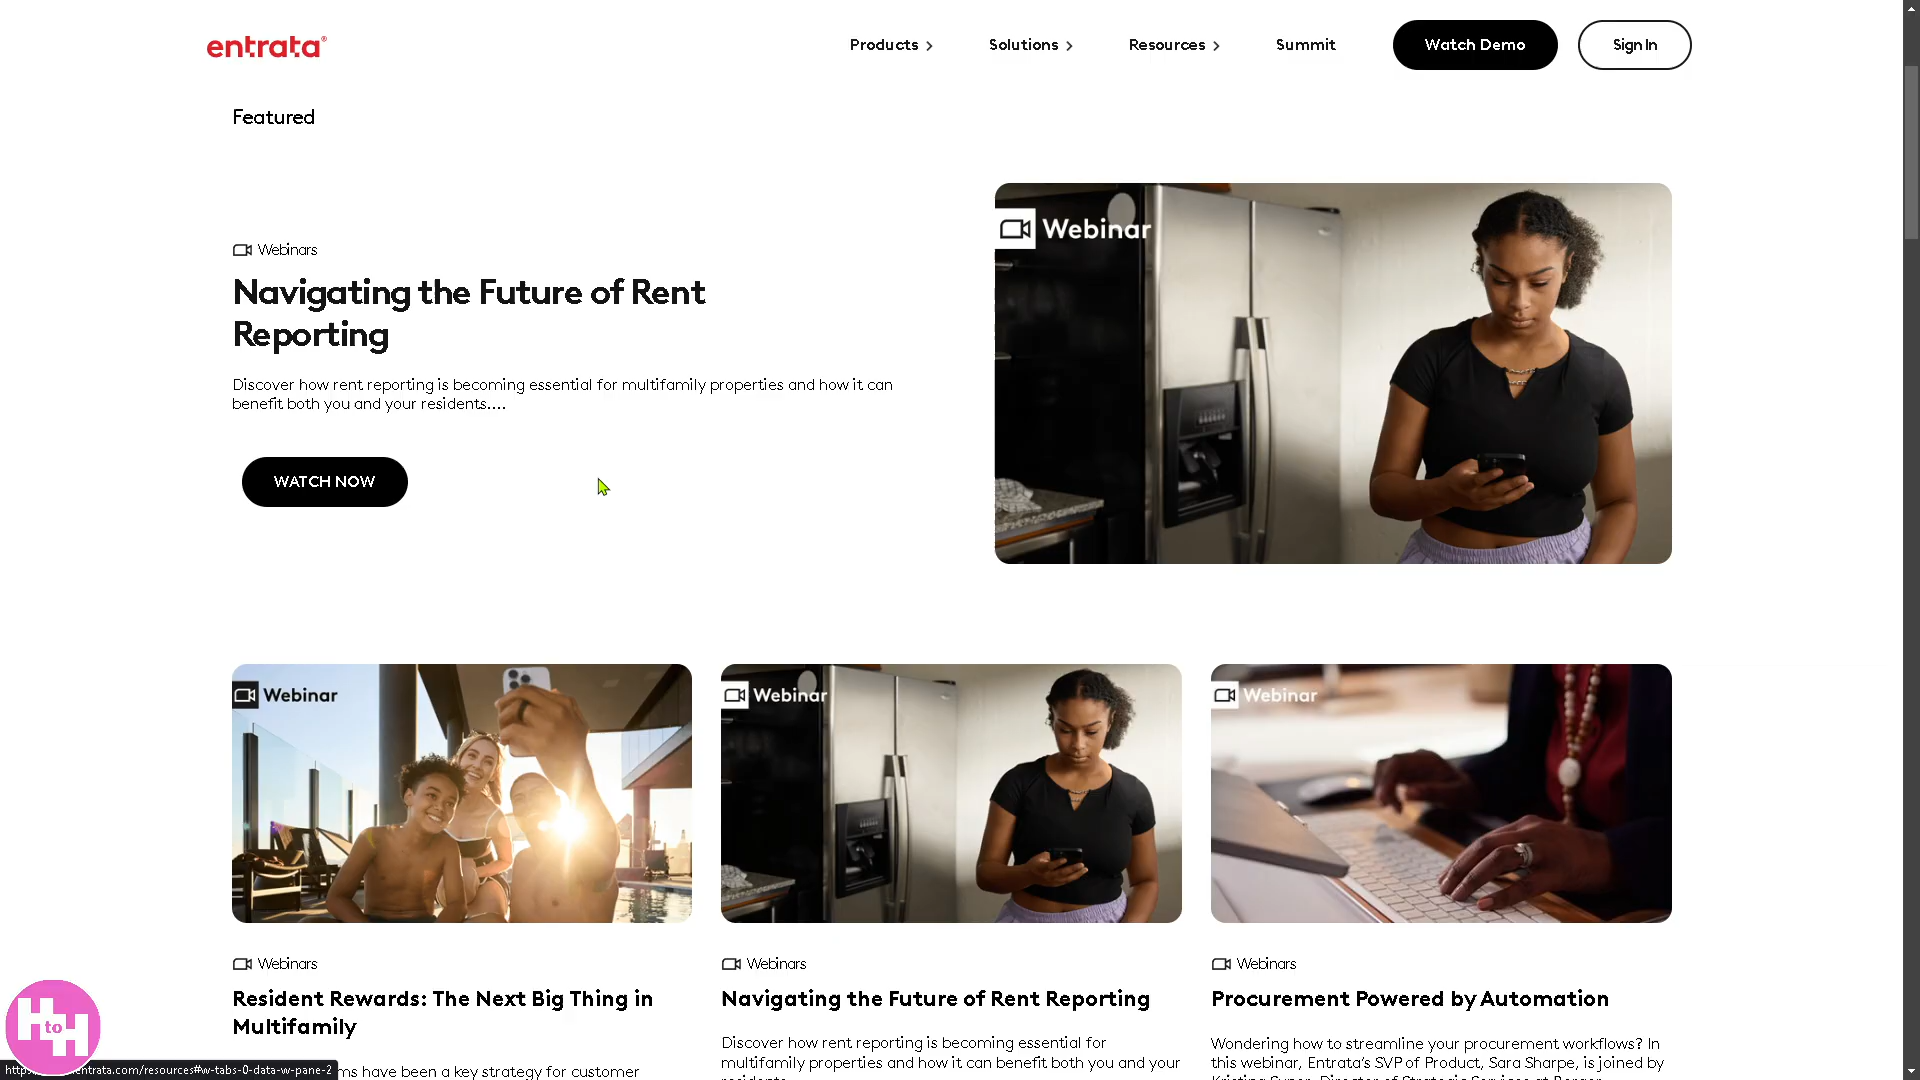 entrata®
Products
Solutions
Resources
Summit
Watch Demo
Sign In
Featured
Webinars
Navigating the Future of Rent
Reporting
Discover how rent reporting is becoming essential for multifamily properties and how it can
benefit both you and your residents....
WATCH NOW
Webinar
Webinar
Webinar
Webinar
Webinars
Resident Rewards: The Next Big Thing in
Multifamily
ms have been a key strategy for customer
Webinars
Navigating the Future of Rent Reporting
Discover how rent reporting is becoming essential for
multifamily properties and how it can benefit both you and your
Webinars
Procurement Powered by Automation
Wondering how to streamline your procurement workflows? In
this webinar, Entrata's SVP of Product, Sara Sharpe, is joined by
H to H
entrata.com/resources#w-tabs-0-data-w-pane-2